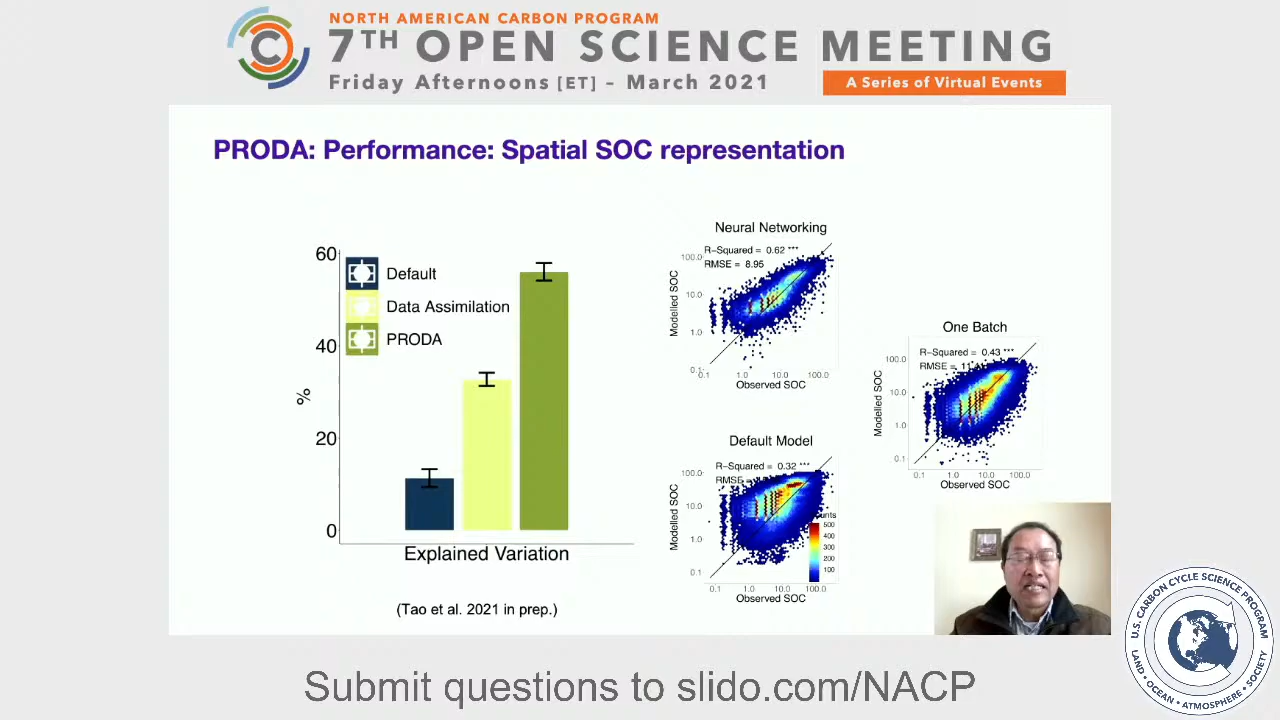 NORTH AMERICAN CARBON PROGRAM
7TH OPEN SCIENCE MEETING
Friday Afternoons [ET] – March 2021
A Series of Virtual Events
PRODA: Performance: Spatial SOC representation
60
40
20
0
%
Default
Data Assimilation
PRODA
Explained Variation
(Tao et al. 2021 in prep.)
Neural Networking
R-Squared = 0.62 ***
RMSE = 8.95
Modelled SOC
100.0
10.0
1.0
0.1
0.1 1.0 10.0 100.0
Observed SOC
One Batch
R-Squared = 0.43 ***
RMSE =
Modelled SOC
100.0
10.0
1.0
0.1
0.1 1.0 10.0 100.0
Observed SOC
Default Model
R-Squared = 0.32 ***
RMSE
Modelled SOC
100.0
10.0
1.0
0.1
500
400
300
200
100
0.1 1.0 10.0 100.0
Observed SOC
U.S. CARBON CYCLE SCIENCE PROGRAM
LAND • OCEAN • ATMOSPHERE • SOCIETY
Submit questions to slido.com/NACP